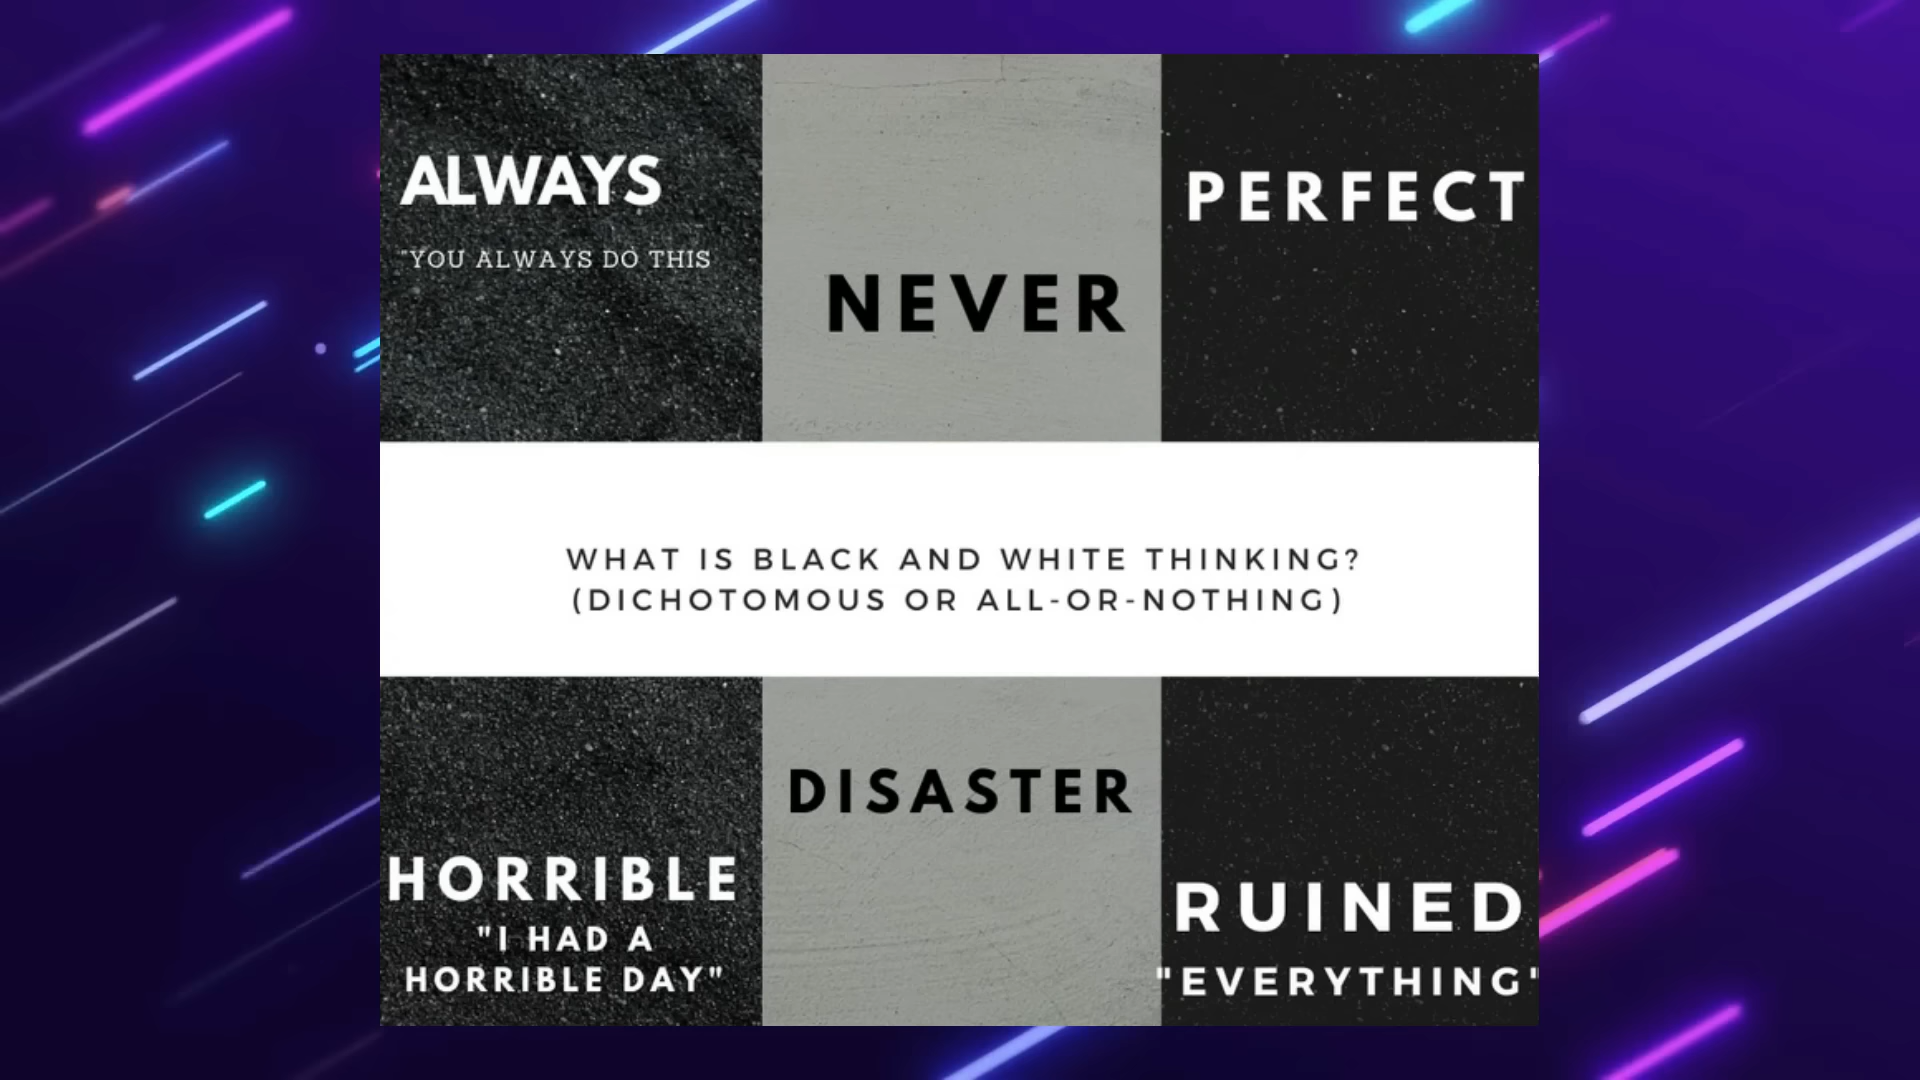 ALWAYS
"YOU ALWAYS DO THIS
NEVER
PERFECT
WHAT IS BLACK AND WHITE THINKING?
(DICHOTOMOUS OR ALL-OR-NOTHING)
HORRIBLE
"I HAD A
HORRIBLE DAY"
DISASTER
RUINED
"EVERYTHING"